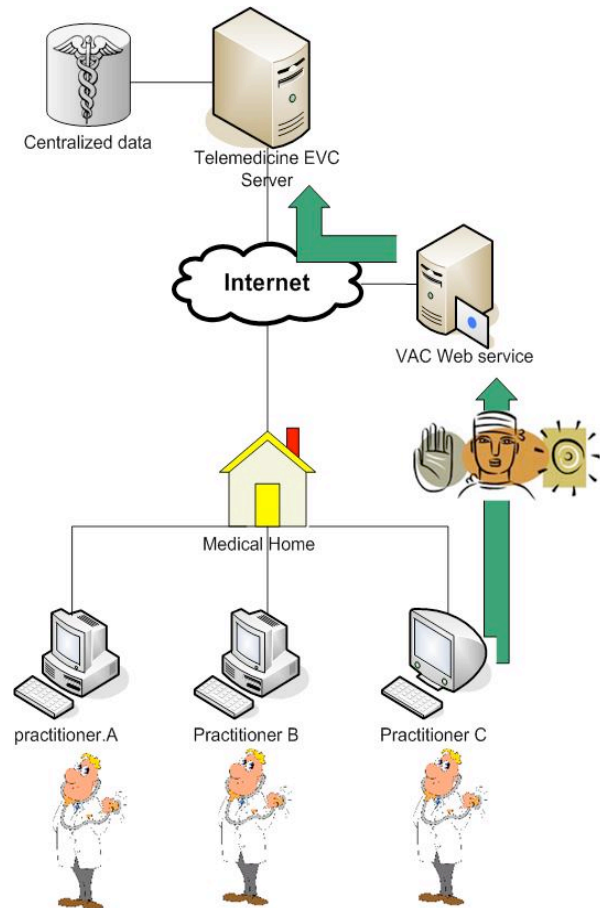 Centralized data
Telemedicine EVC
Server
Internet
VAC Web service
Medical Home
practitioner.A
Practitioner B
Practitioner C